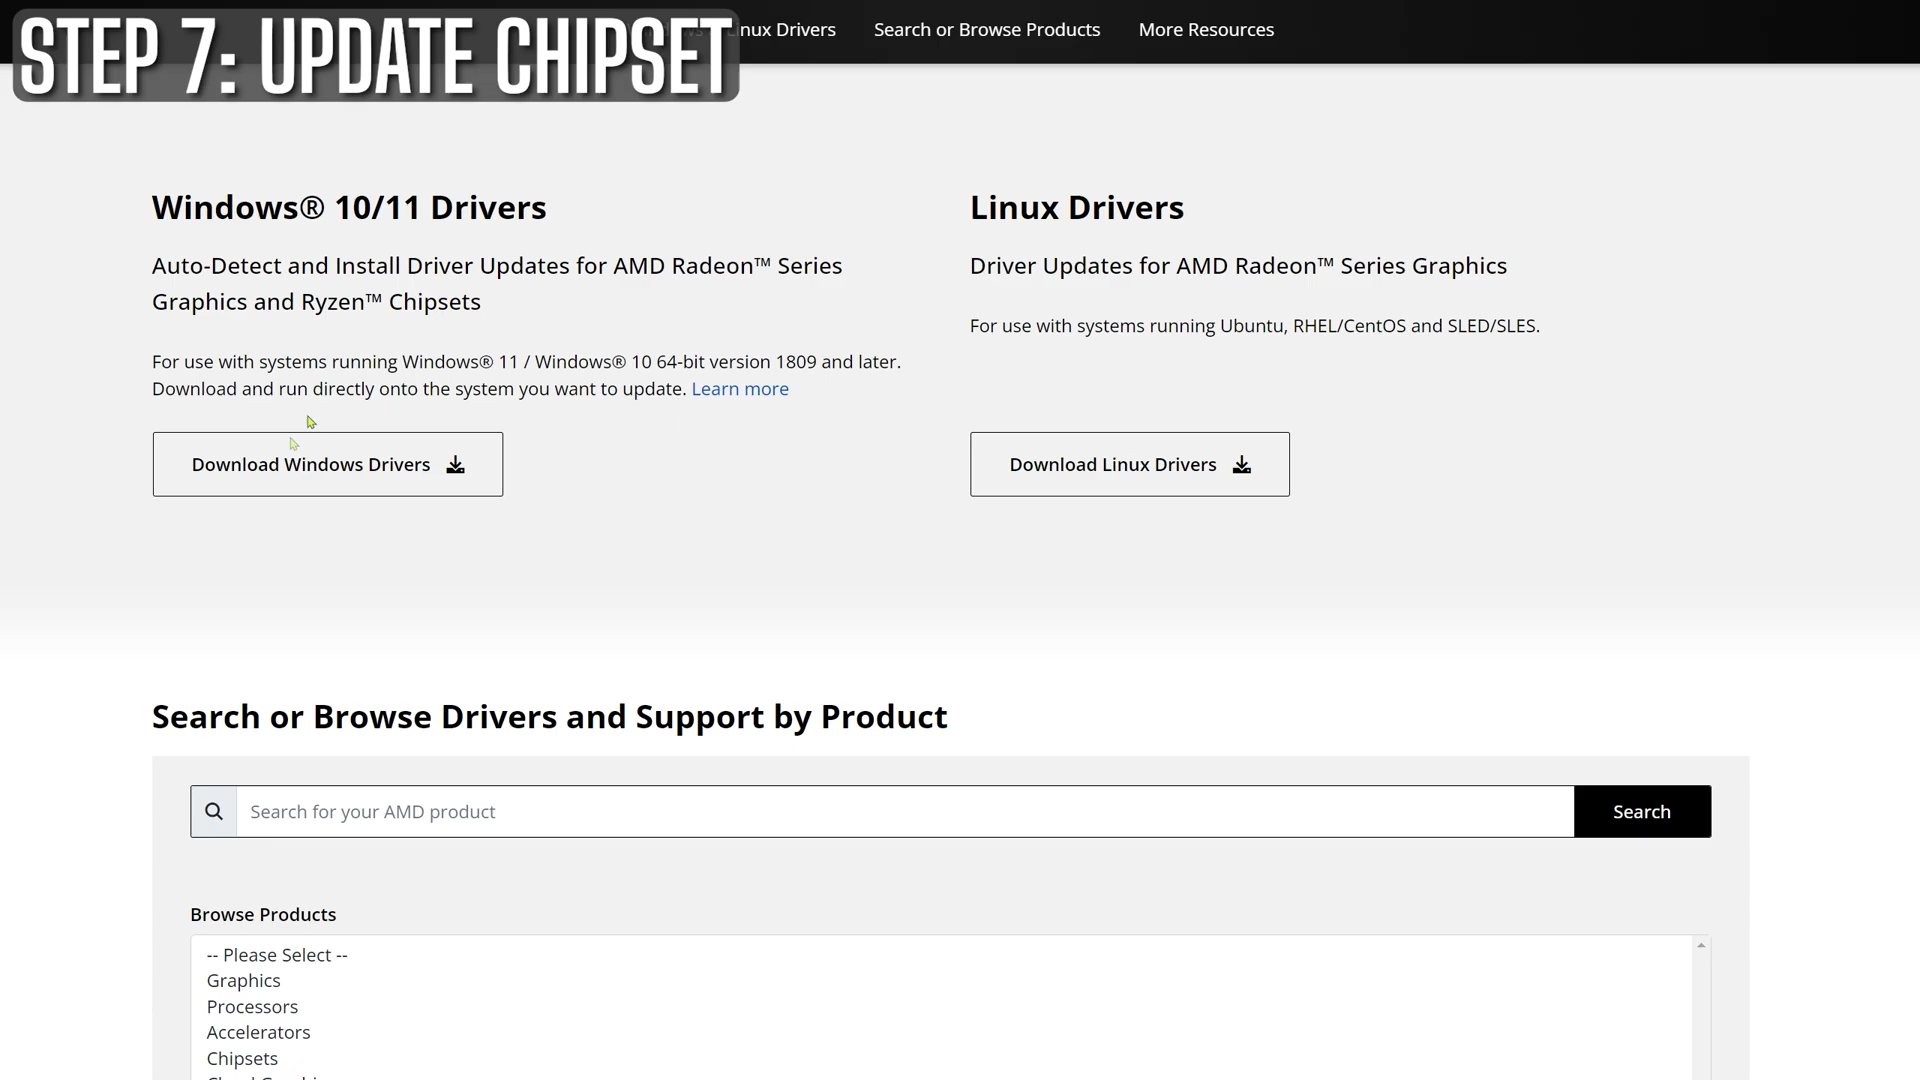 STEP 7: UPDATE CHIPSET
Linux Drivers
Search or Browse Products
More Resources
Windows® 10/11 Drivers
Auto-Detect and Install Driver Updates for AMD Radeon™ Series
Graphics and Ryzen™ Chipsets
For use with systems running Windows® 11 / Windows® 10 64-bit version 1809 and later.
Download and run directly onto the system you want to update. Learn more
Download Windows Drivers
Linux Drivers
Driver Updates for AMD Radeon™ Series Graphics
For use with systems running Ubuntu, RHEL/CentOS and SLED/SLES.
Download Linux Drivers
Search or Browse Drivers and Support by Product
Search for your AMD product
Search
Browse Products
-- Please Select --
Graphics
Processors
Accelerators
Chipsets